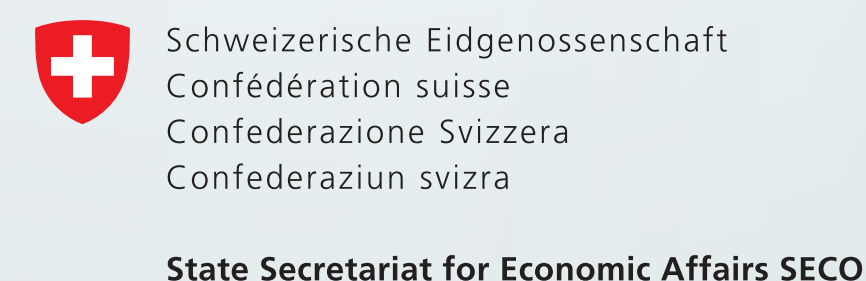 Schweizerische Eidgenossenschaft
Confédération suisse
Confederazione Svizzera
Confederaziun svizra
State Secretariat for Economic Affairs SECO